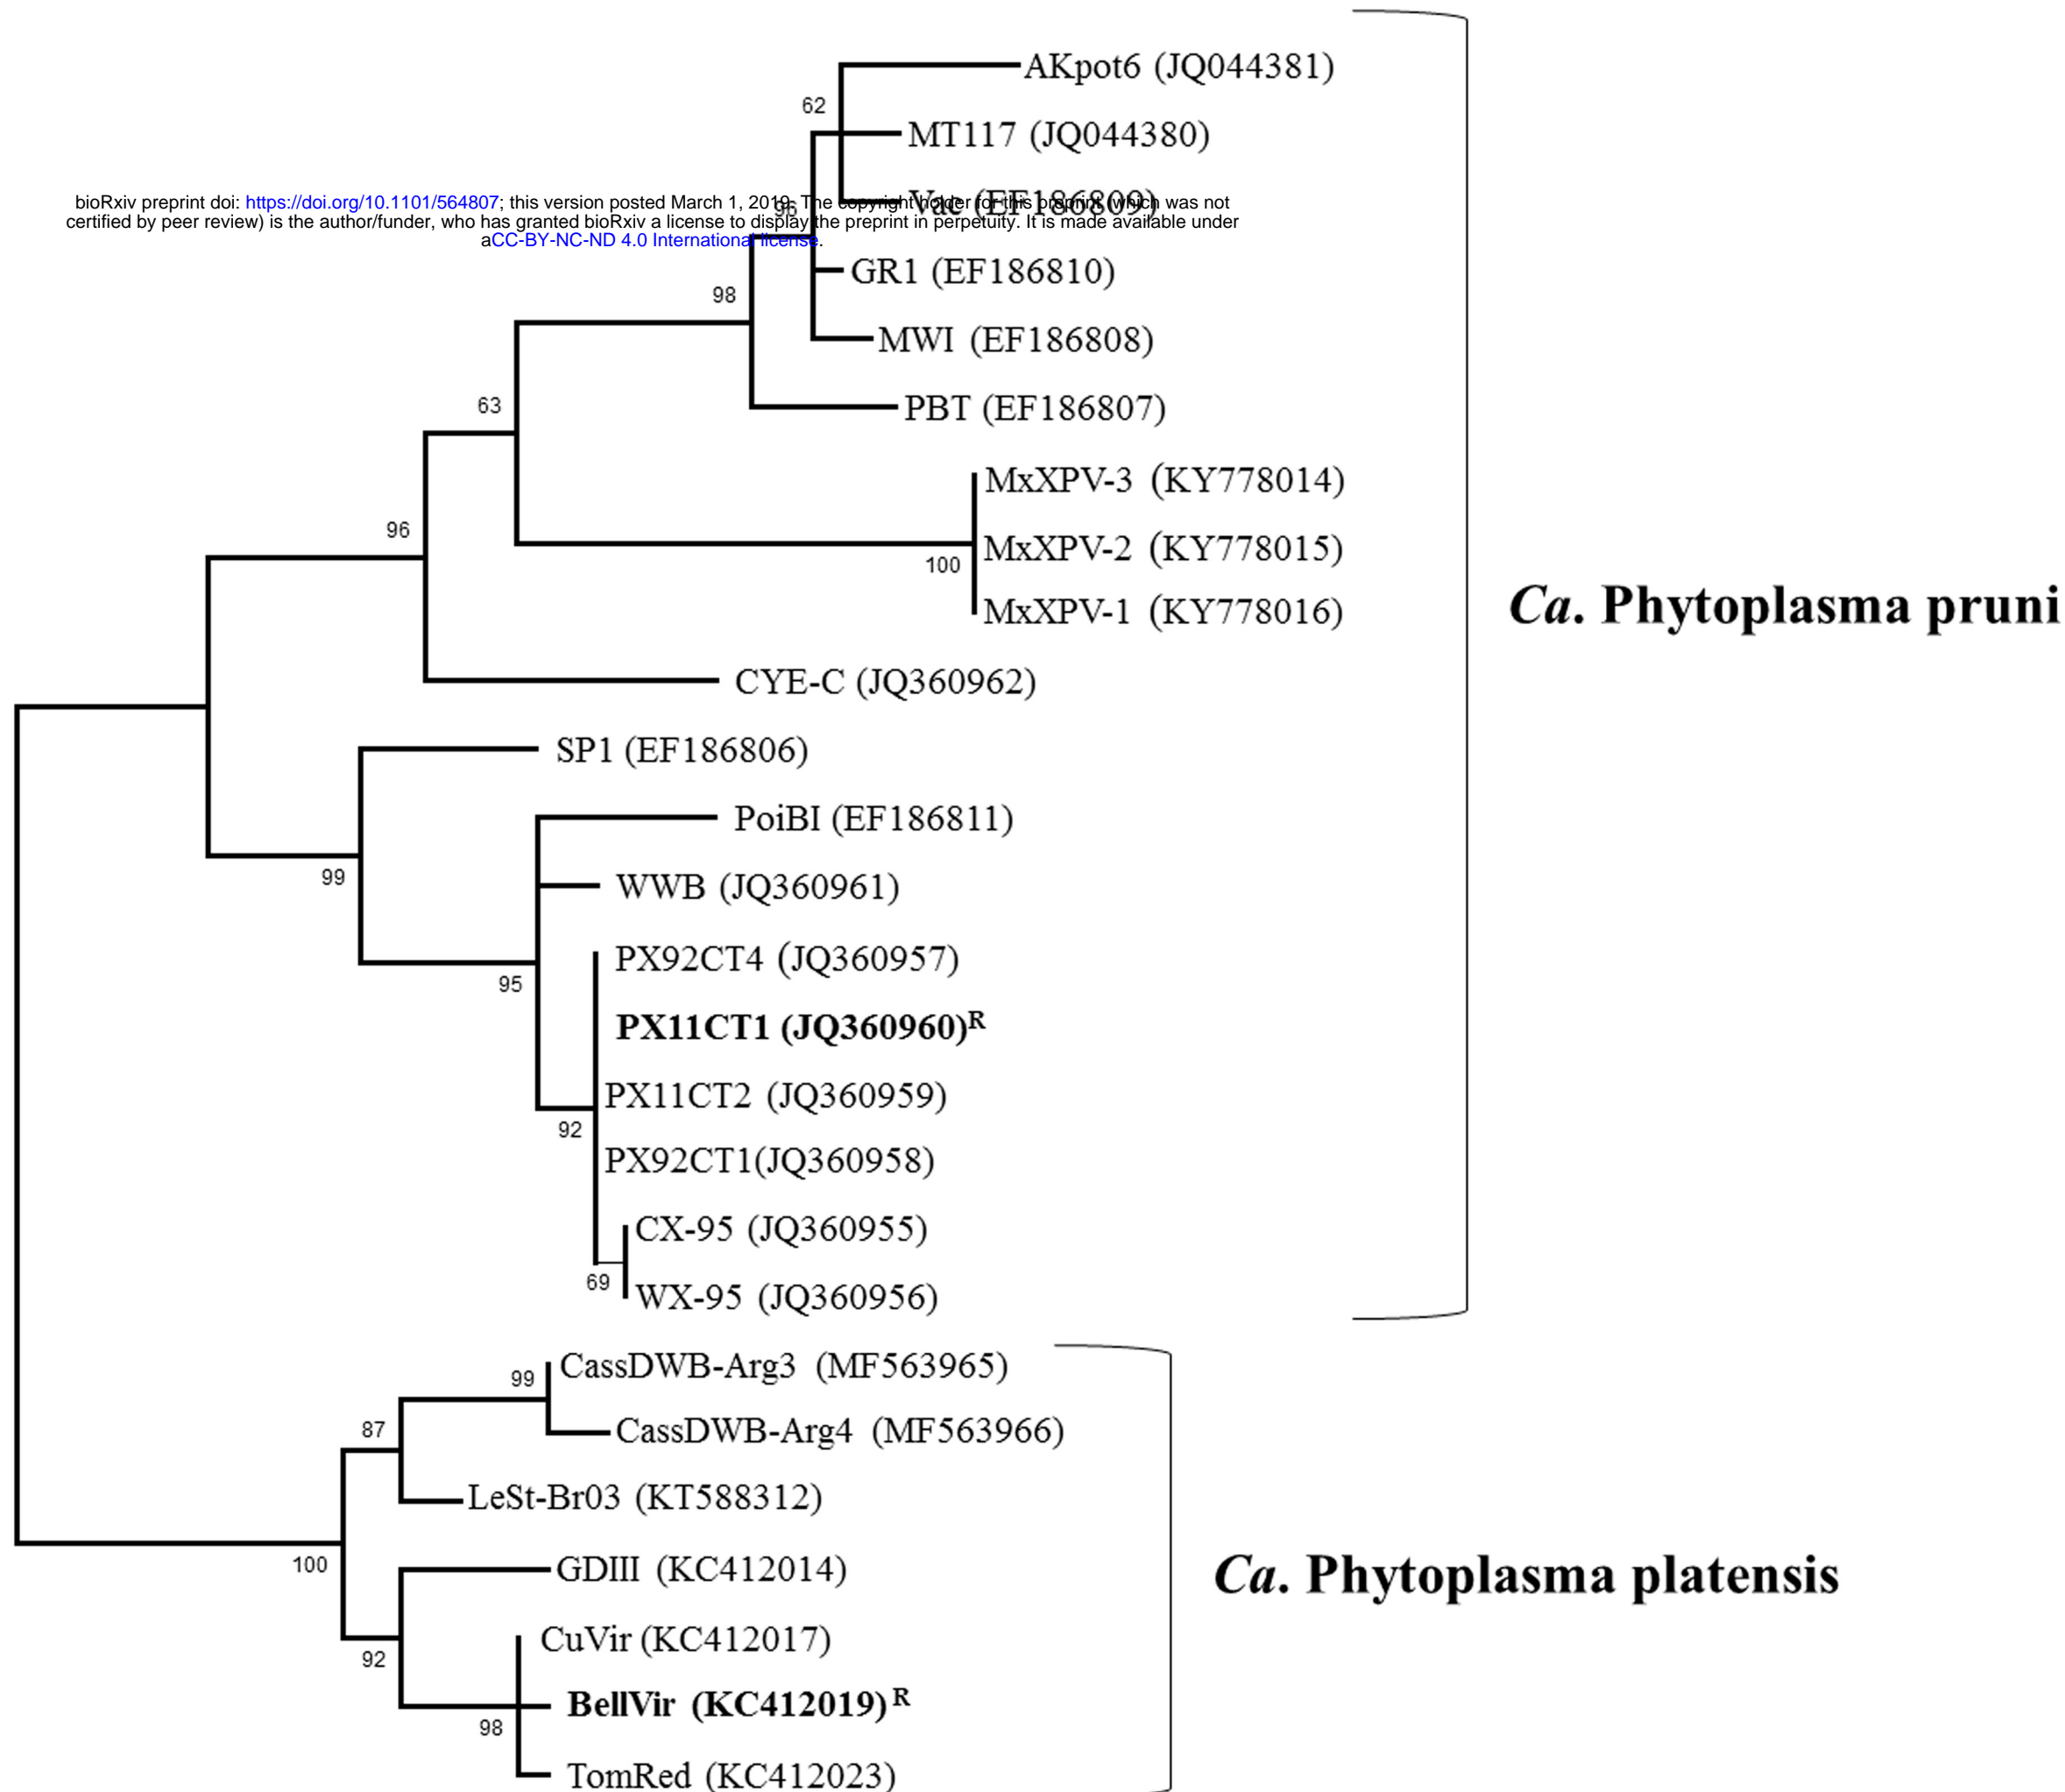 AKpot6 (JQ044381)
62
MT117 (JQ044380)
bioRxiv preprint doi: https://doi.org/10.1101/564807; this version posted March 1, 2019. The copyright holder for this preprint (which was not
certified by peer review) is the author/funder, who has granted bioRxiv a license to display the preprint in perpetuity. It is made available under
aCC-BY-NC-ND 4.0 International license.
Vac (EF186809)
96
GR1 (EF186810)
98
MWI (EF186808)
PBT (EF186807)
63
MxXPV-3 (KY778014)
96
MxXPV-2 (KY778015)
100
MxXPV-1 (KY778016)
Ca. Phytoplasma pruni
CYE-C (JQ360962)
SP1 (EF186806)
PoiBI (EF186811)
99
WWB (JQ360961)
PX92CT4 (JQ360957)
95
PX11CT1 (JQ360960)R
PX11CT2 (JQ360959)
92
PX92CT1(JQ360958)
CX-95 (JQ360955)
69
WX-95 (JQ360956)
CassDWB-Arg3 (MF563965)
99
CassDWB-Arg4 (MF563966)
87
LeSt-Br03 (KT588312)
100
GDIII (KC412014)
Ca. Phytoplasma platensis
CuVir (KC412017)
92
BellVir (KC412019) R
98
TomRed (KC412023)